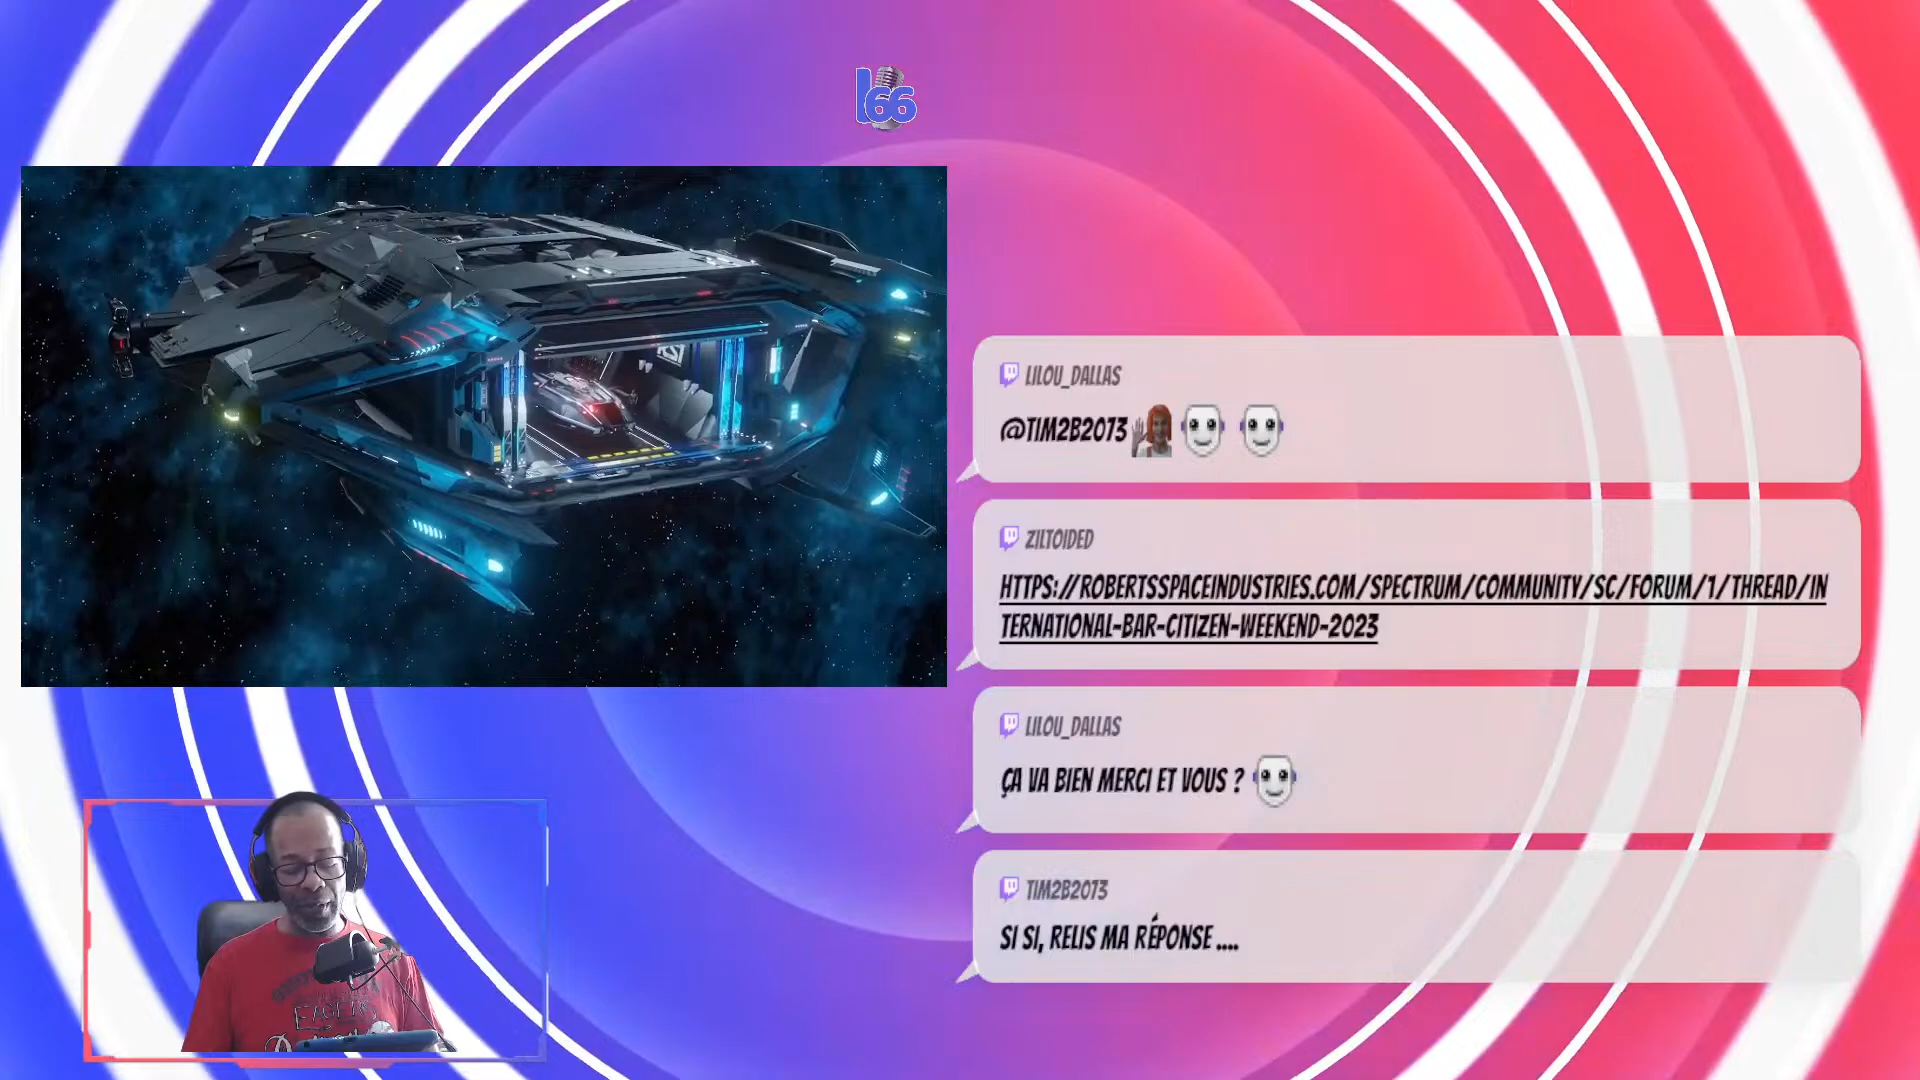 L66
RSI
LILOU_DALLAS
@TIM2B2073
ZILTOIDED
HTTPS://ROBERTSSPACEINDUSTRIES.COM/SPECTRUM/COMMUNITY/SC/FORUM/1/THREAD/IN
TERNATIONAL-BAR-CITIZEN-WEEKEND-2023
LILOU_DALLAS
ÇA VA BIEN MERCI ET VOUS ?
TIM2B2073
SI SI, RELIS MA RÉPONSE ....